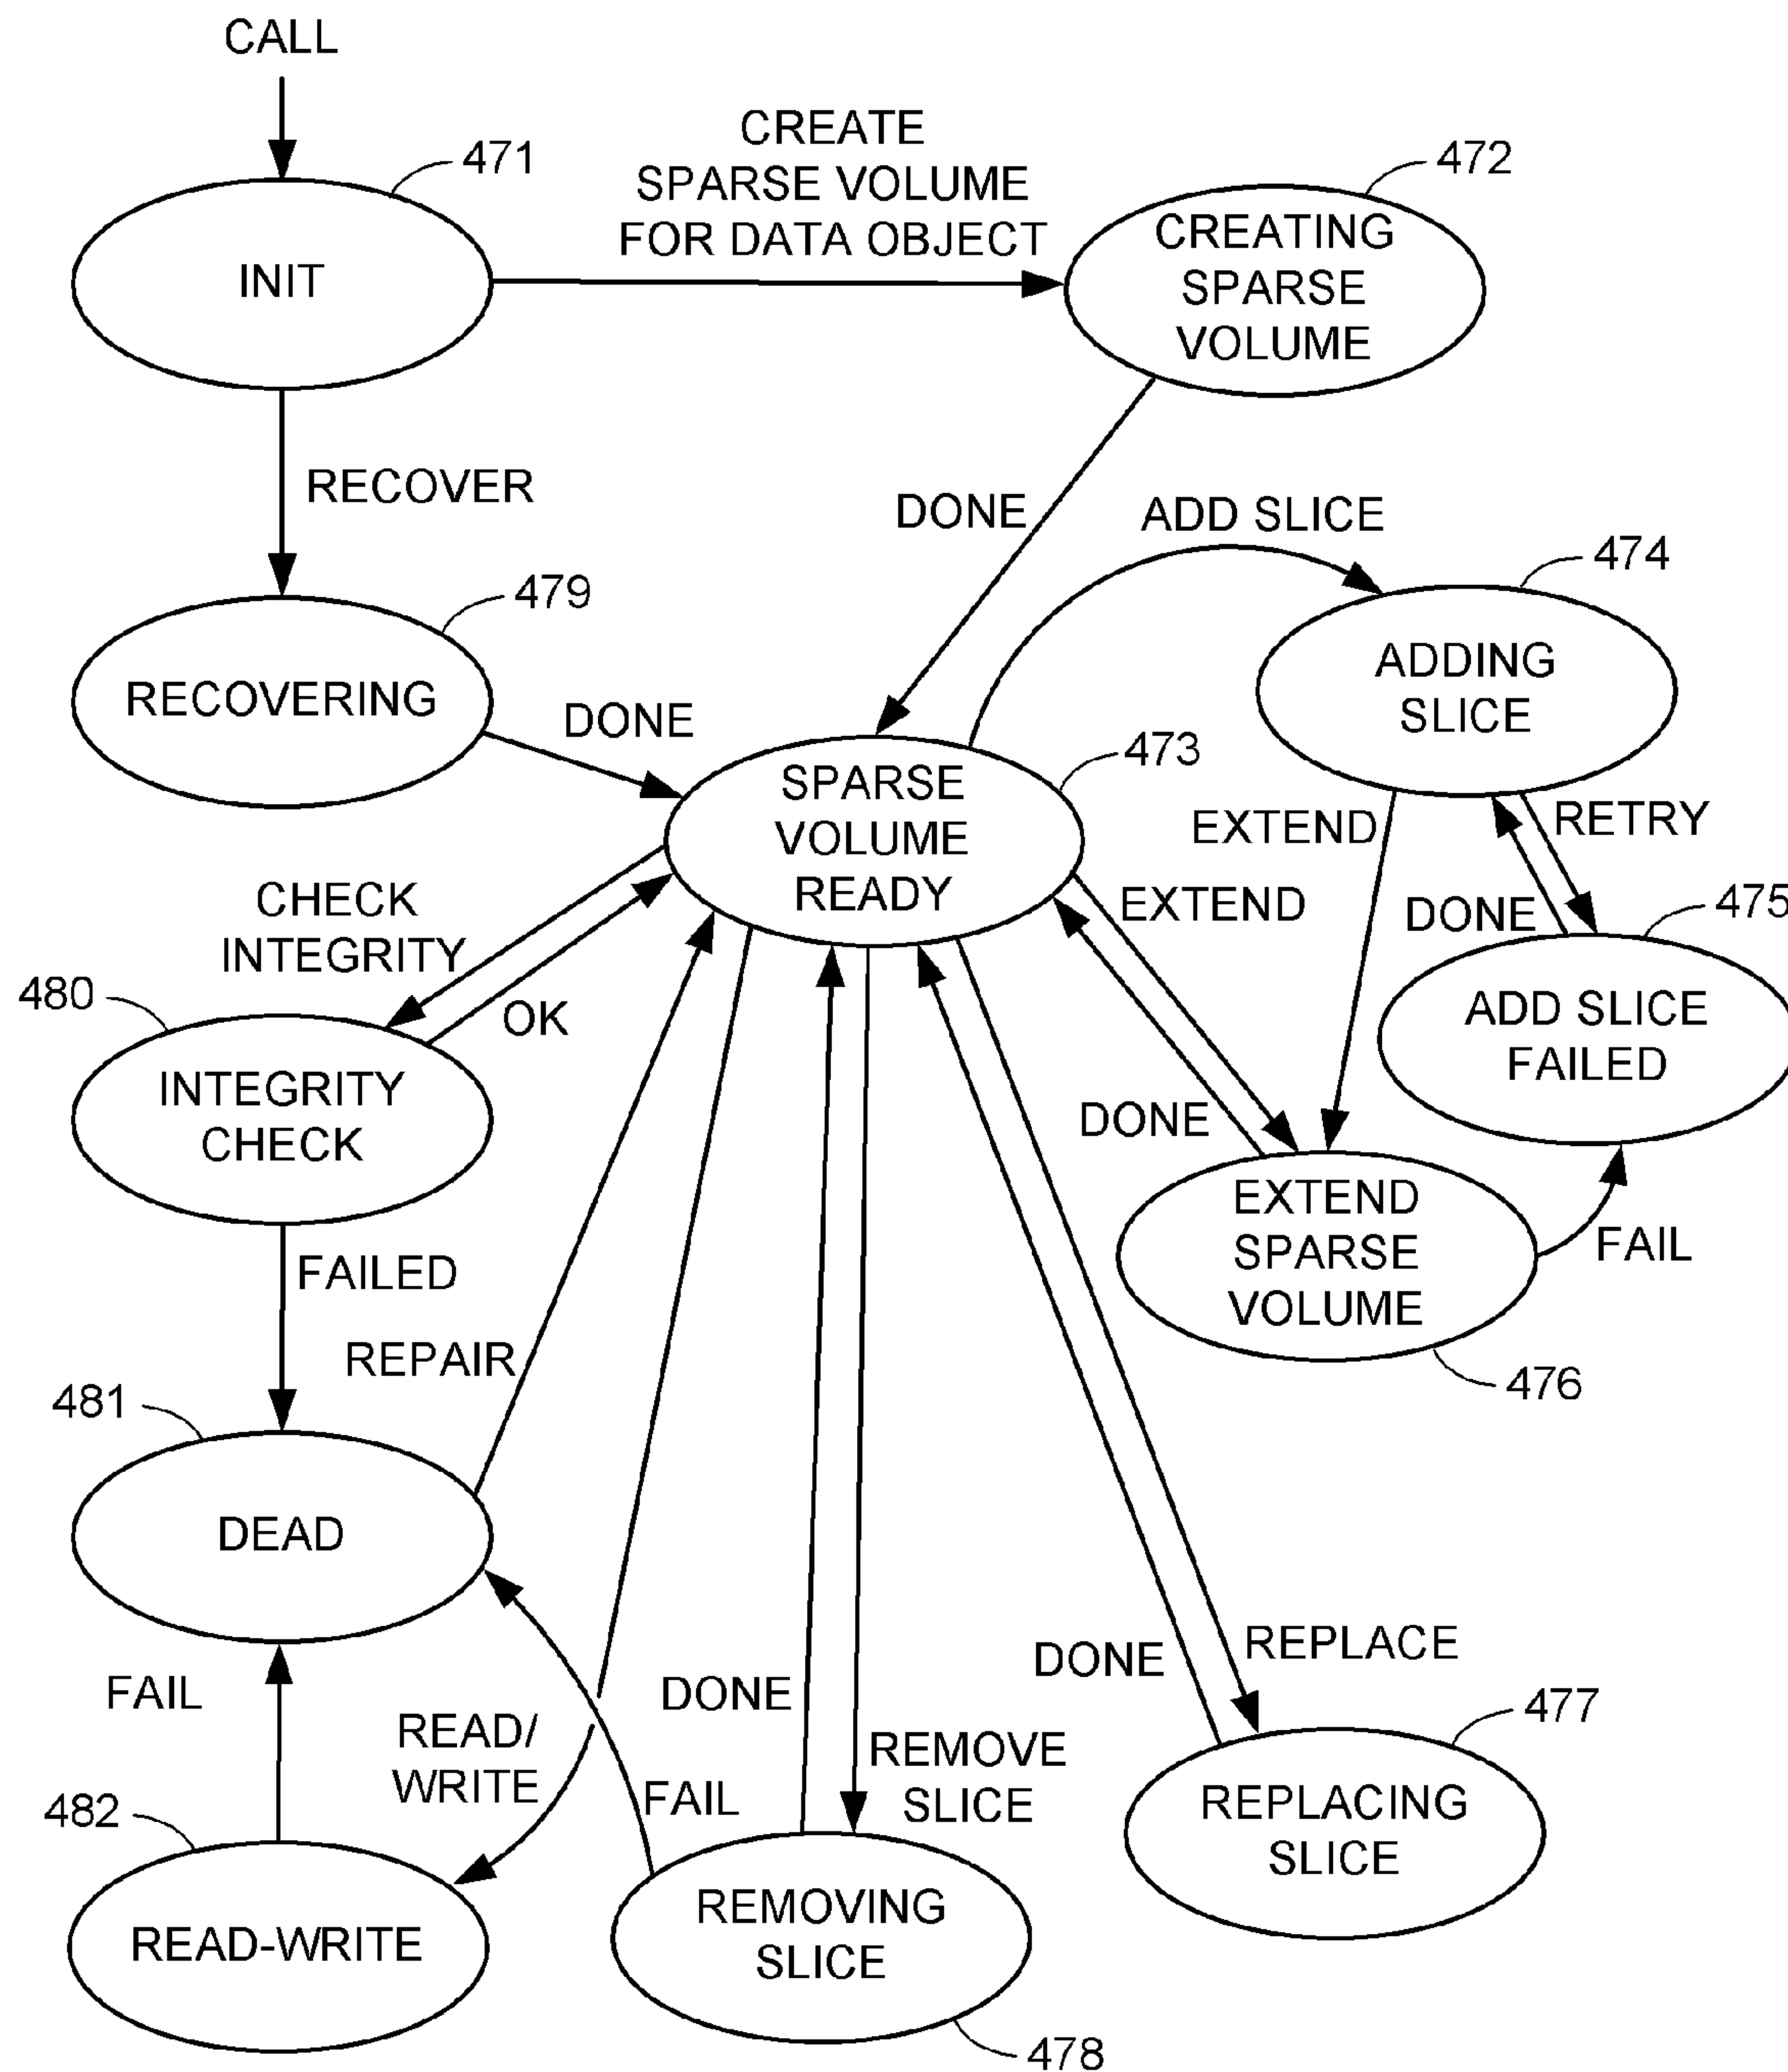 CALL
471
INIT
CREATE
SPARSE VOLUME
FOR DATA OBJECT
472
CREATING
SPARSE
VOLUME
RECOVER
DONE
ADD SLICE
479
474
RECOVERING
ADDING
SLICE
DONE
473
SPARSE
VOLUME
READY
EXTEND
RETRY
EXTEND
DONE
475
CHECK
INTEGRITY
480
OK
ADD SLICE
FAILED
INTEGRITY
CHECK
DONE
EXTEND
SPARSE
VOLUME
FAIL
FAILED
REPAIR
476
481
DEAD
FAIL
READ/
WRITE
DONE
REMOVE
SLICE
DONE
REPLACE
477
FAIL
482
REPLACING
SLICE
READ-WRITE
REMOVING
SLICE
478